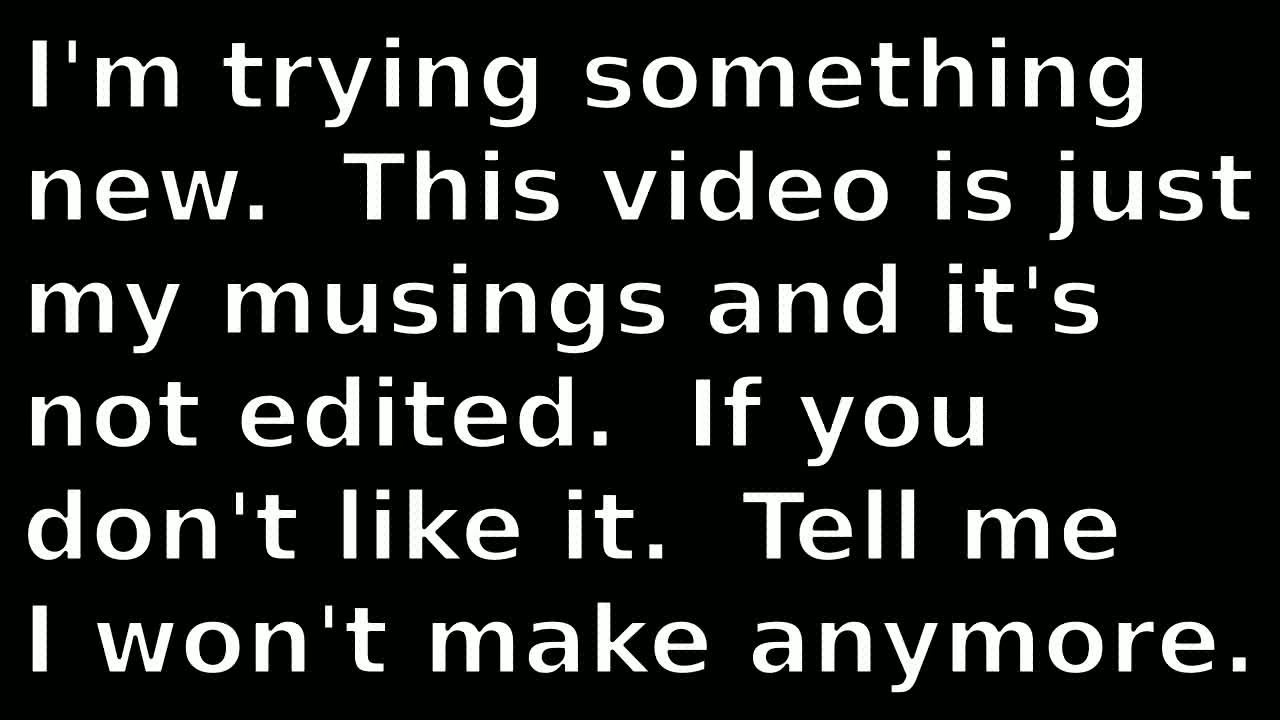 I'm trying something
new.  This video is just
my musings and it's
not edited.  If you
don't like it.  Tell me
I won't make anymore.